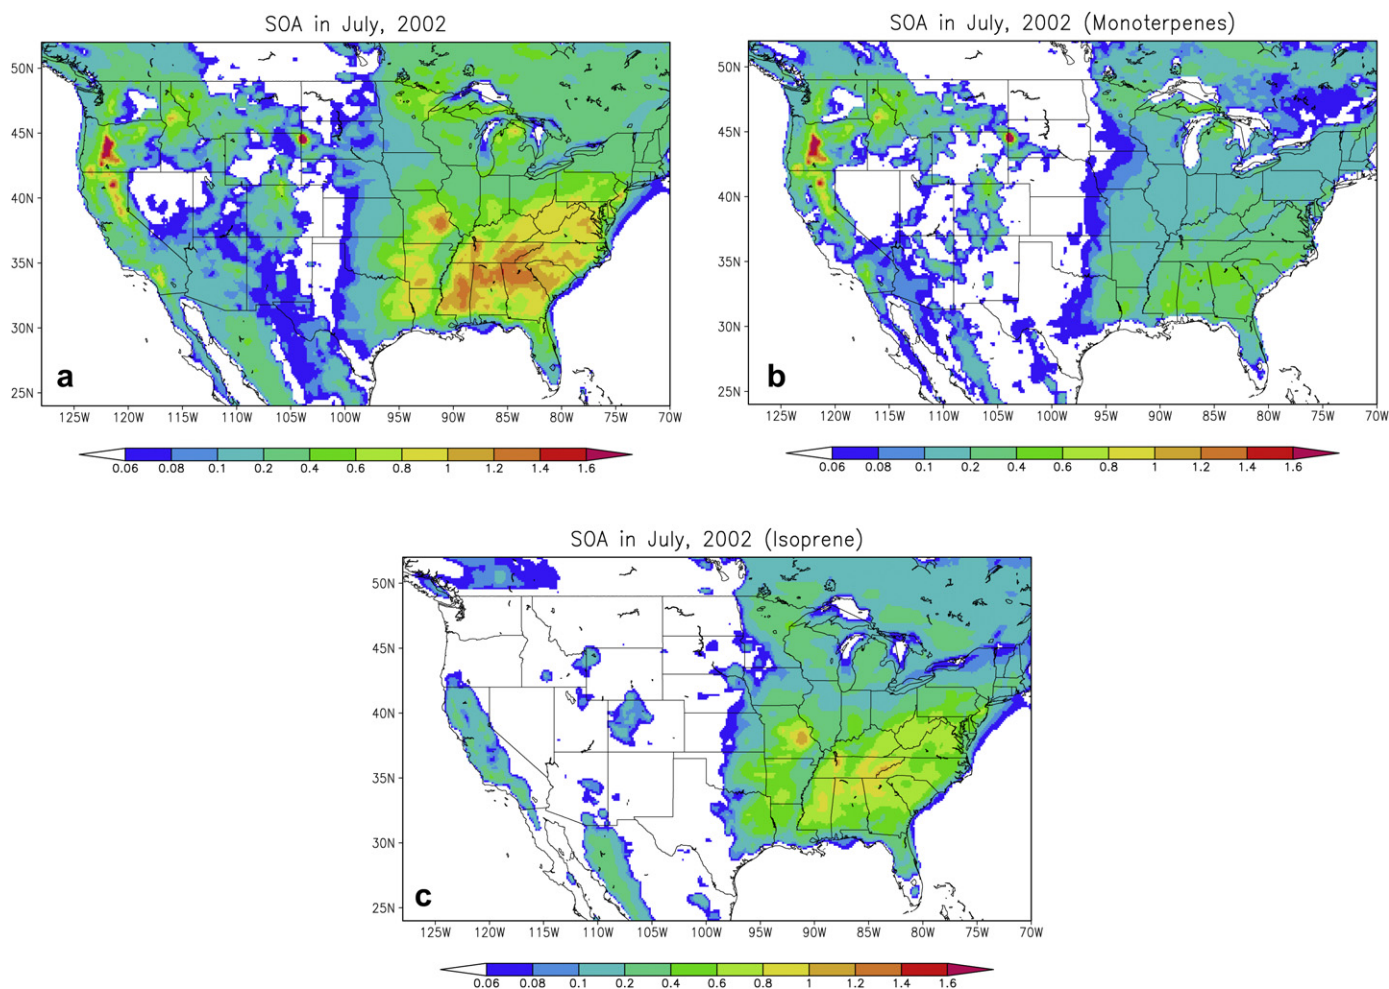 SOA in July, 2002
50N
45N
40N
35N
30N
25N
a
125W 120W 115W 110W 105W 100W 95W 90W 85W 80W 75W 70W
0.06 0.08 0.1 0.2 0.4 0.6 0.8 1 1.2 1.4 1.6
SOA in July, 2002 (Monoterpenes)
50N
45N
40N
35N
30N
25N
b
125W 120W 115W 110W 105W 100W 95W 90W 85W 80W 75W 70W
0.06 0.08 0.1 0.2 0.4 0.6 0.8 1 1.2 1.4 1.6
SOA in July, 2002 (Isoprene)
50N
45N
40N
35N
30N
25N
c
125W 120W 115W 110W 105W 100W 95W 90W 85W 80W 75W 70W
0.06 0.08 0.1 0.2 0.4 0.6 0.8 1 1.2 1.4 1.6